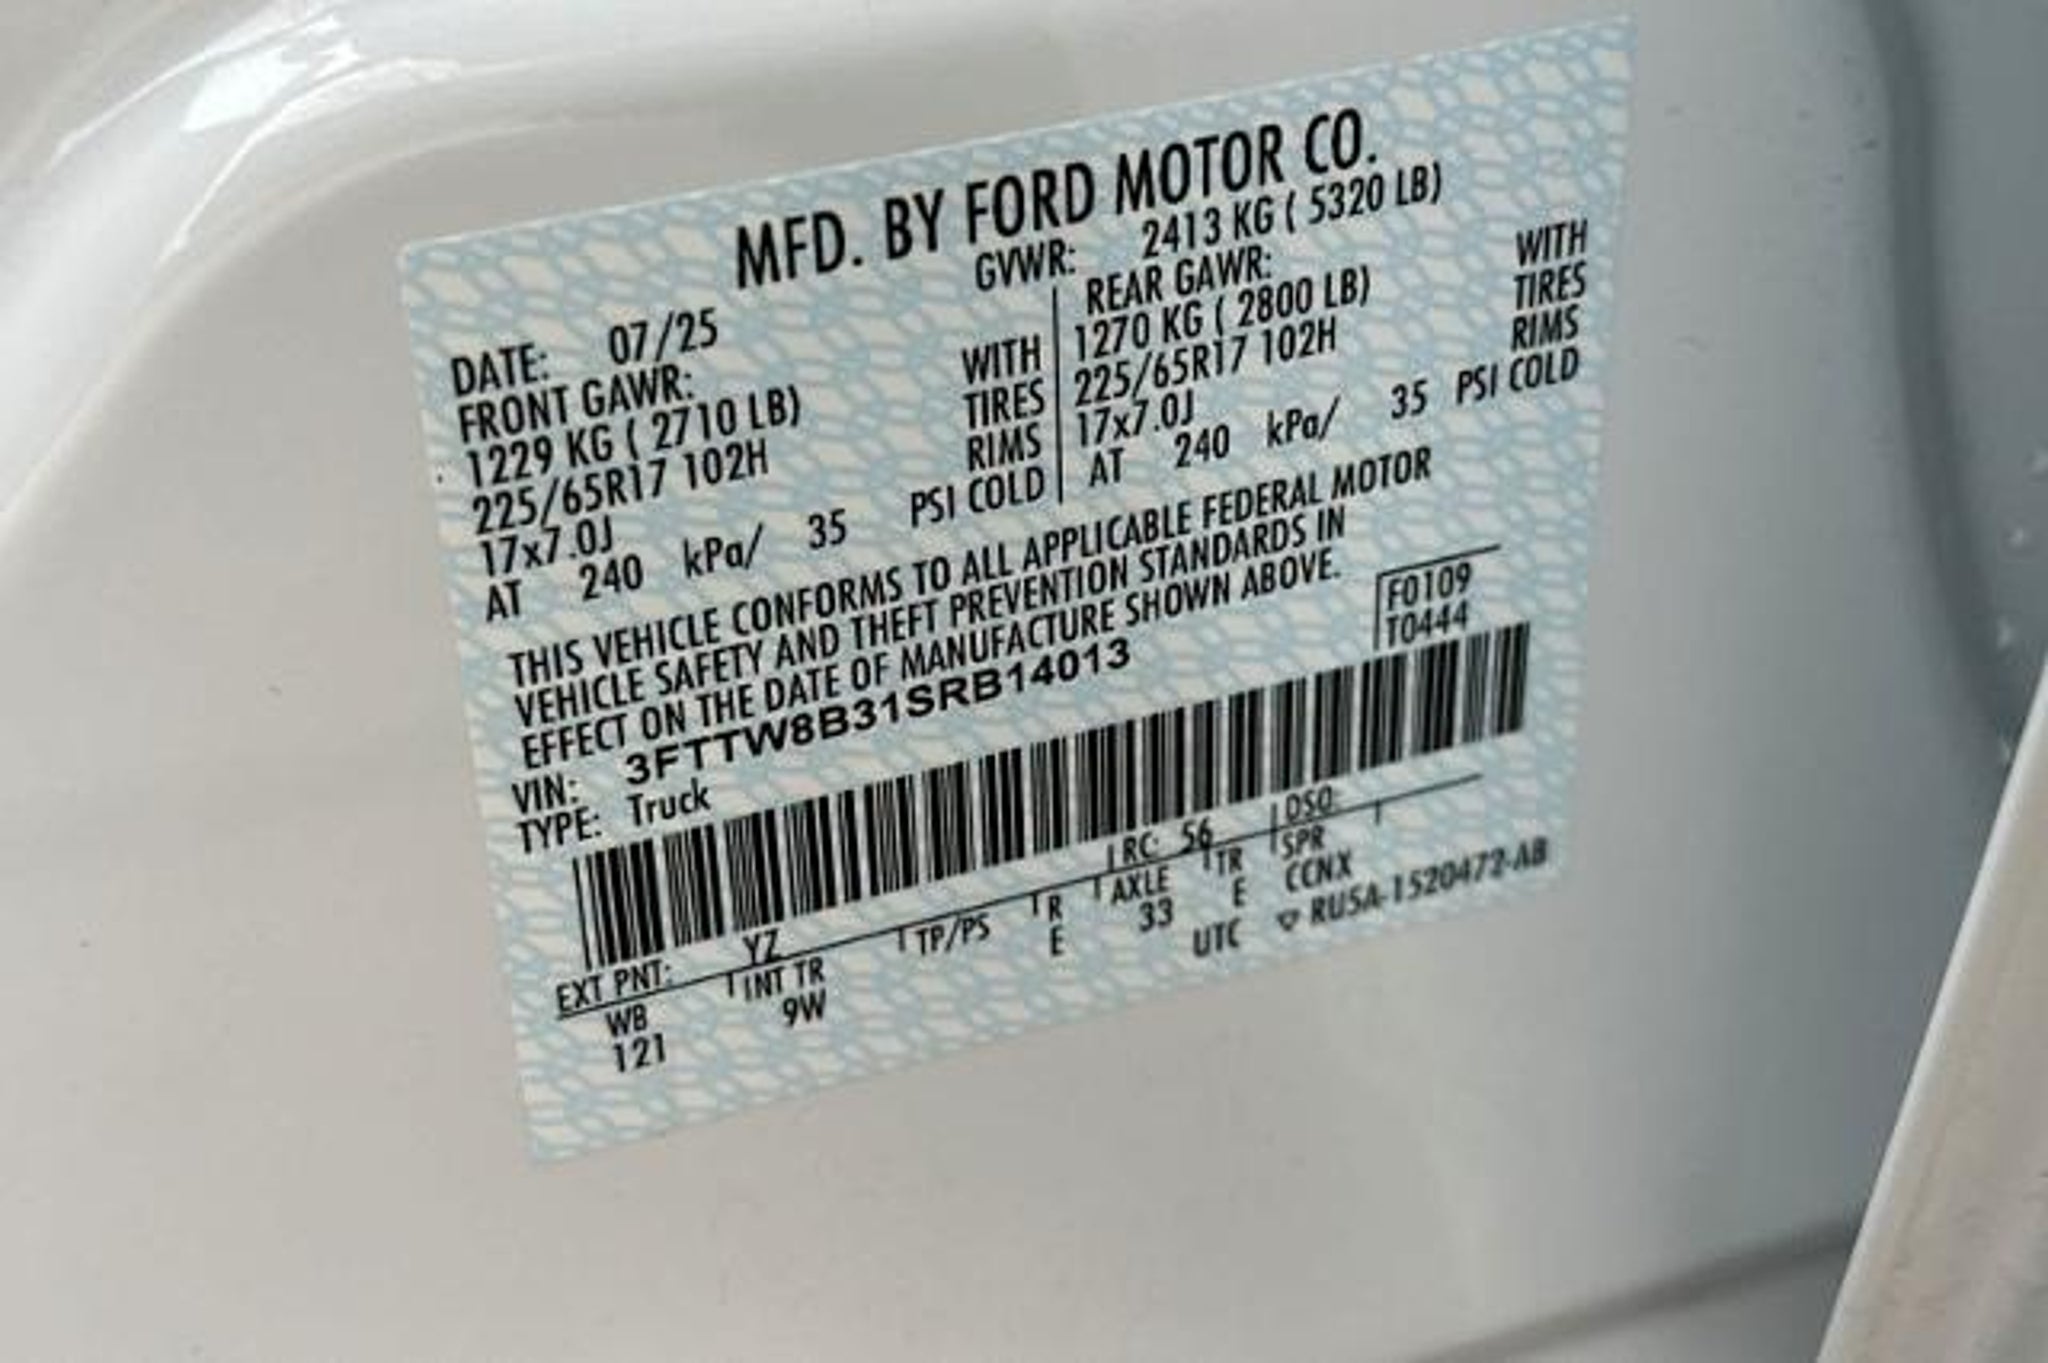 MFD. BY FORD MOTOR CO.
DATE: 07/25 GVWR: 2413 KG ( 5320 LB)
FRONT GAWR: REAR GAWR:
1229 KG ( 2710 LB) WITH 1270 KG ( 2800 LB) WITH
225/65R17 102H TIRES 225/65R17 102H TIRES
17x7.0J RIMS 17x7.0J RIMS
AT 240 kPa/ 35 PSI COLD AT 240 kPa/ 35 PSI COLD
THIS VEHICLE CONFORMS TO ALL APPLICABLE FEDERAL MOTOR
VEHICLE SAFETY AND THEFT PREVENTION STANDARDS IN
EFFECT ON THE DATE OF MANUFACTURE SHOWN ABOVE.
F0109
T0444
VIN: 3FTTW8B31SRB14013
TYPE: Truck
EXT PNT: YZ RC: 56 DSO:
WB INT TR TP/PS R AXLE TR SPR
121 9W E 33 E CCNX
UTC RU5A-1520472-AB